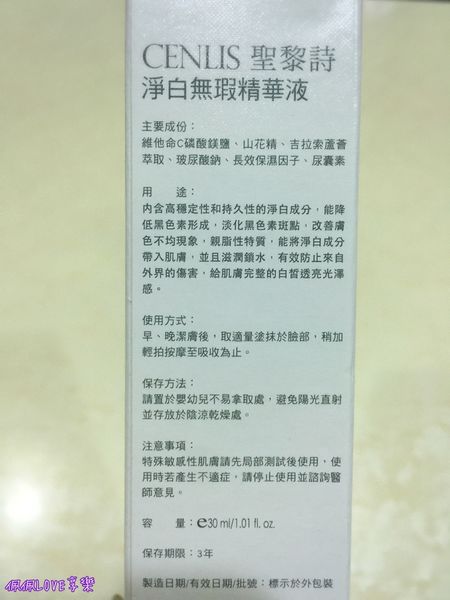 CENLIS 聖黎詩
淨白無瑕精華液
主要成份：
維他命C磷酸鎂鹽、山花精、吉拉索蘆薈
萃取、玻尿酸鈉、長效保濕因子、尿囊素
用　　途：
內含高穩定性和持久性的淨白成分，能降
低黑色素形成，淡化黑色素斑點，改善膚
色不均現象，親脂性特質，能將淨白成分
帶入肌膚，並且滋潤鎖水，有效防止來自
外界的傷害，給肌膚完整的白皙透亮光澤
感。
使用方式：
早、晚潔膚後，取適量塗抹於臉部，稍加
輕拍按摩至吸收為止。
保存方法：
請置於嬰幼兒不易拿取處，避免陽光直射
並存放於陰涼乾燥處。
注意事項：
特殊敏感性肌膚請先局部測試後使用，使
用時若產生不適症，請停止使用並諮詢醫
師意見。
容　　量：e30 ml/1.01 fl. oz.
保存期限：3年
製造日期/有效日期/批號：標示於外包裝
佩佩LOVE享樂